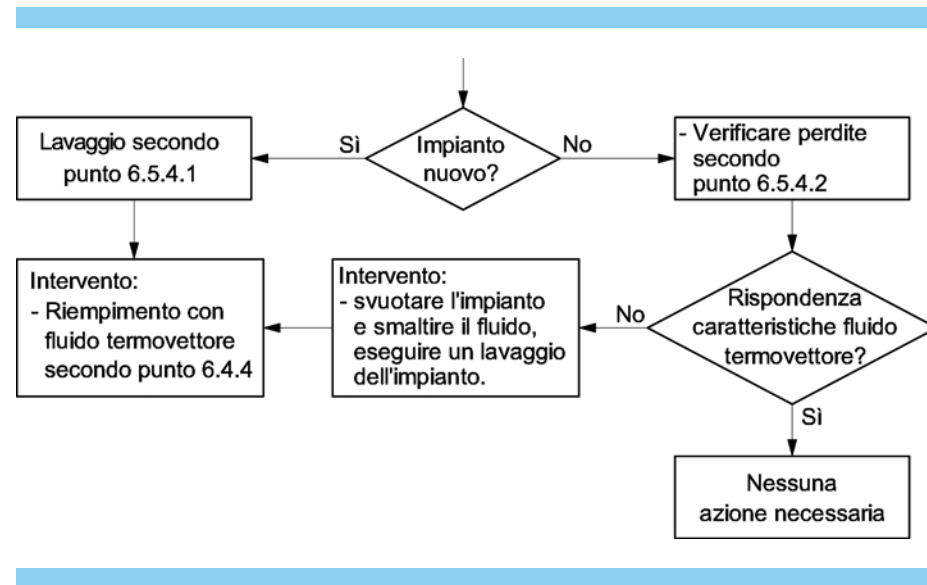 Impianto
nuovo?
Sì
No
Lavaggio secondo
punto 6.5.4.1
- Verificare perdite
secondo
punto 6.5.4.2
Intervento:
- Riempimento con
fluido termovettore
secondo punto 6.4.4
Intervento:
- svuotare l'impianto
e smaltire il fluido,
eseguire un lavaggio
dell'impianto.
No
Rispondenza
caratteristiche fluido
termovettore?
Sì
Nessuna
azione necessaria